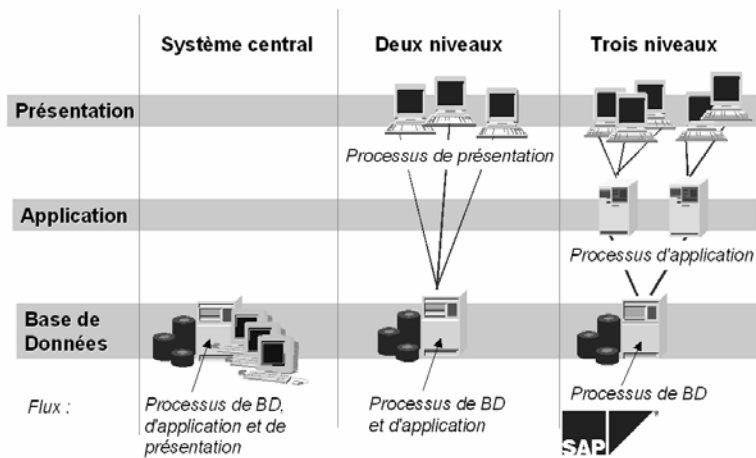 Système central
Deux niveaux
Trois niveaux
Présentation
Processus de présentation
Application
Processus d'application
Base de
Données
Flux :
Processus de BD,
d'application et de
présentation
Processus de BD
et d'application
Processus de BD
SAP